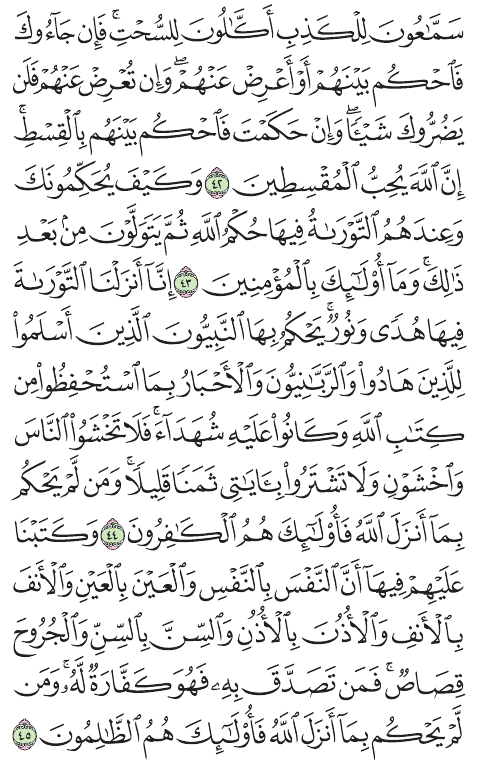 سَمَّٰعُونَ لِلْكَذِبِ أَكَّٰلُونَ لِلسُّحْتِ ۚ فَإِن جَآءُوكَ
فَٱحْكُم بَيْنَهُمْ أَوْ أَعْرِضْ عَنْهُمْ ۖ وَإِن تُعْرِضْ عَنْهُمْ فَلَن
يَضُرُّوكَ شَيْـًٔا ۖ وَإِنْ حَكَمْتَ فَٱحْكُم بَيْنَهُم بِٱلْقِسْطِ ۚ
إِنَّ ٱللَّهَ يُحِبُّ ٱلْمُقْسِطِينَ ٤٢ وَكَيْفَ يُحَكِّمُونَكَ
وَعِندَهُمُ ٱلتَّوْرَىٰةُ فِيهَا حُكْمُ ٱللَّهِ ثُمَّ يَتَوَلَّوْنَ مِنۢ بَعْدِ
ذَٰلِكَ ۚ وَمَآ أُو۟لَٰٓئِكَ بِٱلْمُؤْمِنِينَ ٤٣ إِنَّآ أَنزَلْنَا ٱلتَّوْرَىٰةَ
فِيهَا هُدًى وَنُورٌ ۚ يَحْكُمُ بِهَا ٱلنَّبِيُّونَ ٱلَّذِينَ أَسْلَمُوا۟
لِلَّذِينَ هَادُوا۟ وَٱلرَّبَّٰنِيُّونَ وَٱلْأَحْبَارُ بِمَا ٱسْتُحْفِظُوا۟ مِن
كِتَٰبِ ٱللَّهِ وَكَانُوا۟ عَلَيْهِ شُهَدَآءَ ۚ فَلَا تَخْشَوُا۟ ٱلنَّاسَ
وَٱخْشَوْنِ وَلَا تَشْتَرُوا۟ بِـَٔايَٰتِى ثَمَنًا قَلِيلًا ۚ وَمَن لَّمْ يَحْكُم
بِمَآ أَنزَلَ ٱللَّهُ فَأُو۟لَٰٓئِكَ هُمُ ٱلْكَٰفِرُونَ ٤٤ وَكَتَبْنَا
عَلَيْهِمْ فِيهَآ أَنَّ ٱلنَّفْسَ بِٱلنَّفْسِ وَٱلْعَيْنَ بِٱلْعَيْنِ وَٱلْأَنفَ
بِٱلْأَنفِ وَٱلْأُذُنَ بِٱلْأُذُنِ وَٱلسِّنَّ بِٱلسِّنِّ وَٱلْجُرُوحَ
قِصَاصٌ ۚ فَمَن تَصَدَّقَ بِهِۦ فَهُوَ كَفَّارَةٌ لَّهُۥ ۚ وَمَن
لَّمْ يَحْكُم بِمَآ أَنزَلَ ٱللَّهُ فَأُو۟لَٰٓئِكَ هُمُ ٱلظَّٰلِمُونَ ٤٥